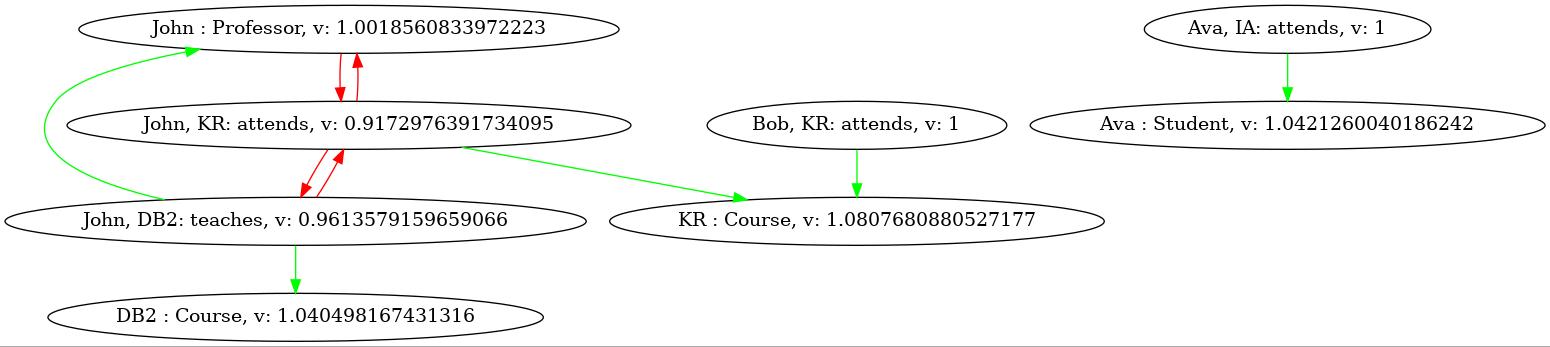 John : Professor, v: 1.0018560833972223
Ava, IA: attends, v: 1
John, KR: attends, v: 0.9172976391734095
Bob, KR: attends, v: 1
Ava : Student, v: 1.0421260040186242
John, DB2: teaches, v: 0.9613579159659066
KR : Course, v: 1.0807680880527177
DB2 : Course, v: 1.040498167431316